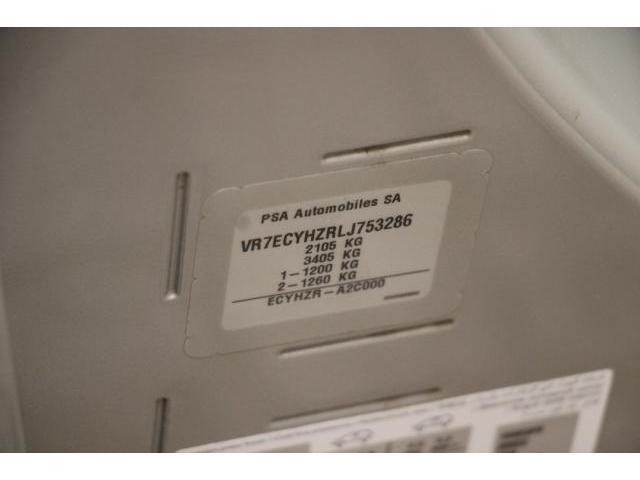 PSA Automobiles SA
VR7ECYHZRLJ753286
2105 KG
3405 KG
1-1200 KG
2-1260 KG
ECYHZR-A2C000